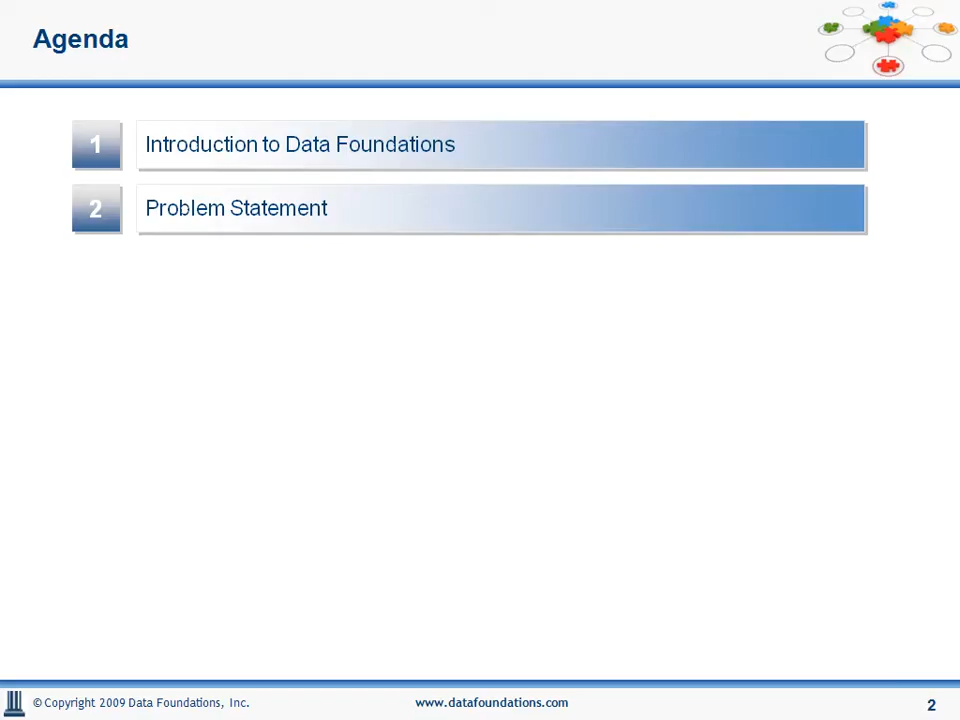 Agenda
1 Introduction to Data Foundations
2 Problem Statement
© Copyright 2009 Data Foundations, Inc. www.datafoundations.com 2